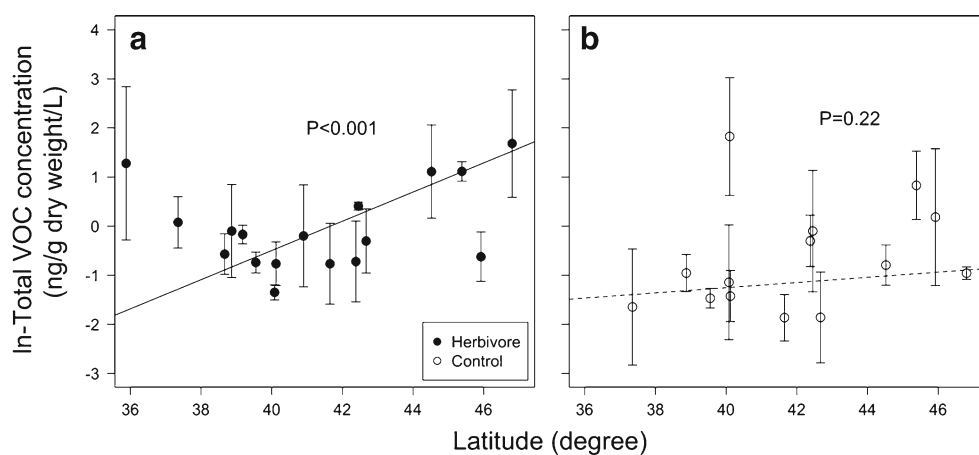 a
b
ln-Total VOC concentration
(ng/g dry weight/L)
4
3
2
1
0
-1
-2
-3
P<0.001
P=0.22
Herbivore
Control
36 38 40 42 44 46
36 38 40 42 44 46
Latitude (degree)